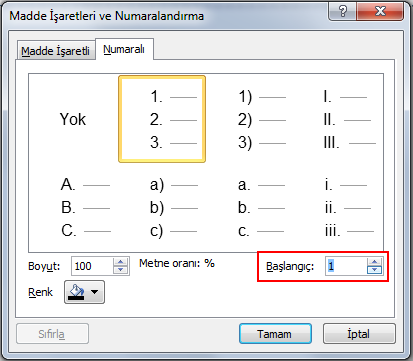 Madde İşaretleri ve Numaralandırma
Madde İşaretli Numaralı
Yok
1.
2.
3.
1)
2)
3)
I.
II.
III.
A.
B.
C.
a)
b)
c)
a.
b.
c.
i.
ii.
iii.
Boyut: 100 Metne oranı: % Başlangıç: 1
Renk
Sıfırla Tamam İptal